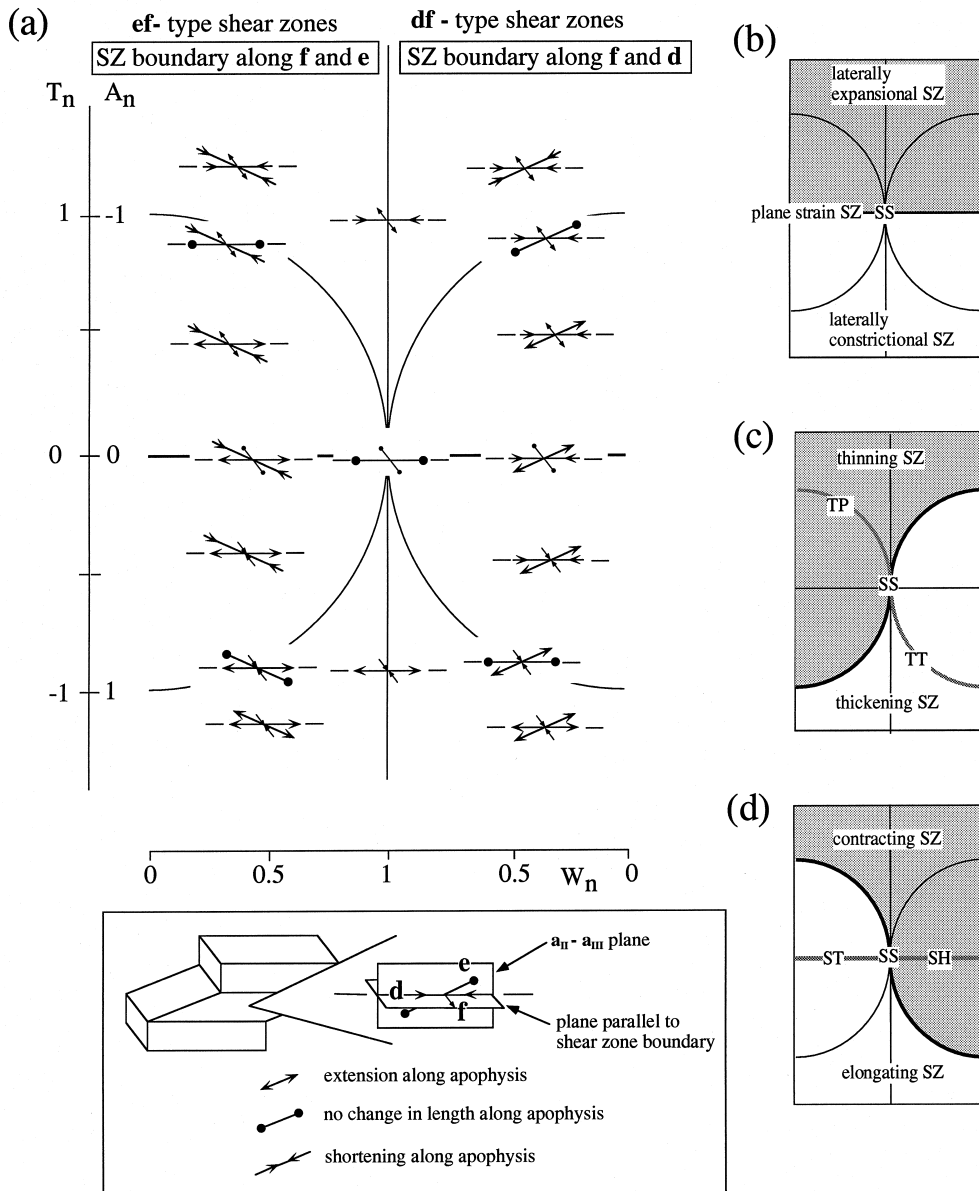 (a)
ef- type shear zones
SZ boundary along f and e
df - type shear zones
SZ boundary along f and d
Tn An
1 -1
0 0
-1 1
0 0.5 1 0.5 Wn 0
aII - aIII plane
e
d
f
plane parallel to
shear zone boundary
extension along apophysis
no change in length along apophysis
shortening along apophysis
(b)
laterally
expansional SZ
plane strain SZ SS
laterally
constrictional SZ
(c)
thinning SZ
TP
SS
TT
thickening SZ
(d)
contracting SZ
ST SS SH
elongating SZ